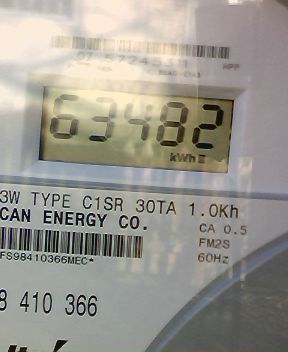 57245311
63482
kWh
3W TYPE C1SR 30TA 1.0Kh
CAN ENERGY CO.
CA 0.5
FM2S
FS98410366MEC*
60Hz
8 410 366